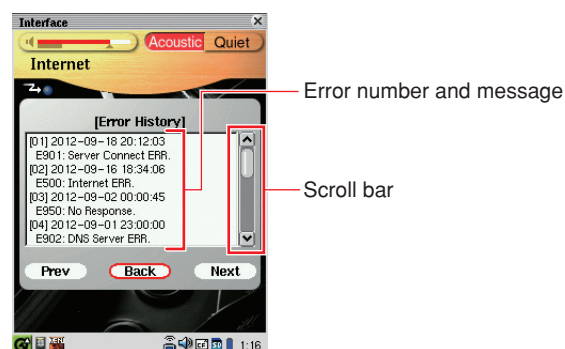 Interface
Acoustic Quiet
Internet
[Error History]
[01] 2012-09-18 20:12:03
E901: Server Connect ERR.
[02] 2012-09-16 18:34:06
E500: Internet ERR.
[03] 2012-09-02 00:00:45
E950: No Response.
[04] 2012-09-01 23:00:00
E902: DNS Server ERR.
Prev Back Next
1:16
Error number and message
Scroll bar